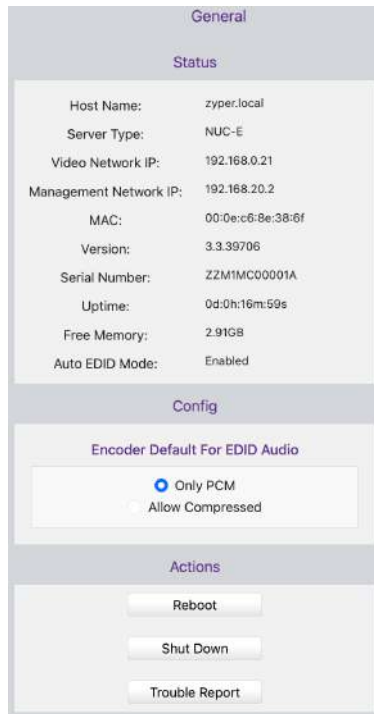 General
Status
Host Name: zyper.local
Server Type: NUC-E
Video Network IP: 192.168.0.21
Management Network IP: 192.168.20.2
MAC: 00:0e:c6:8e:38:6f
Version: 3.3.39706
Serial Number: ZZM1MC00001A
Uptime: 0d:0h:16m:59s
Free Memory: 2.91GB
Auto EDID Mode: Enabled
Config
Encoder Default For EDID Audio
Only PCM
Allow Compressed
Actions
Reboot
Shut Down
Trouble Report